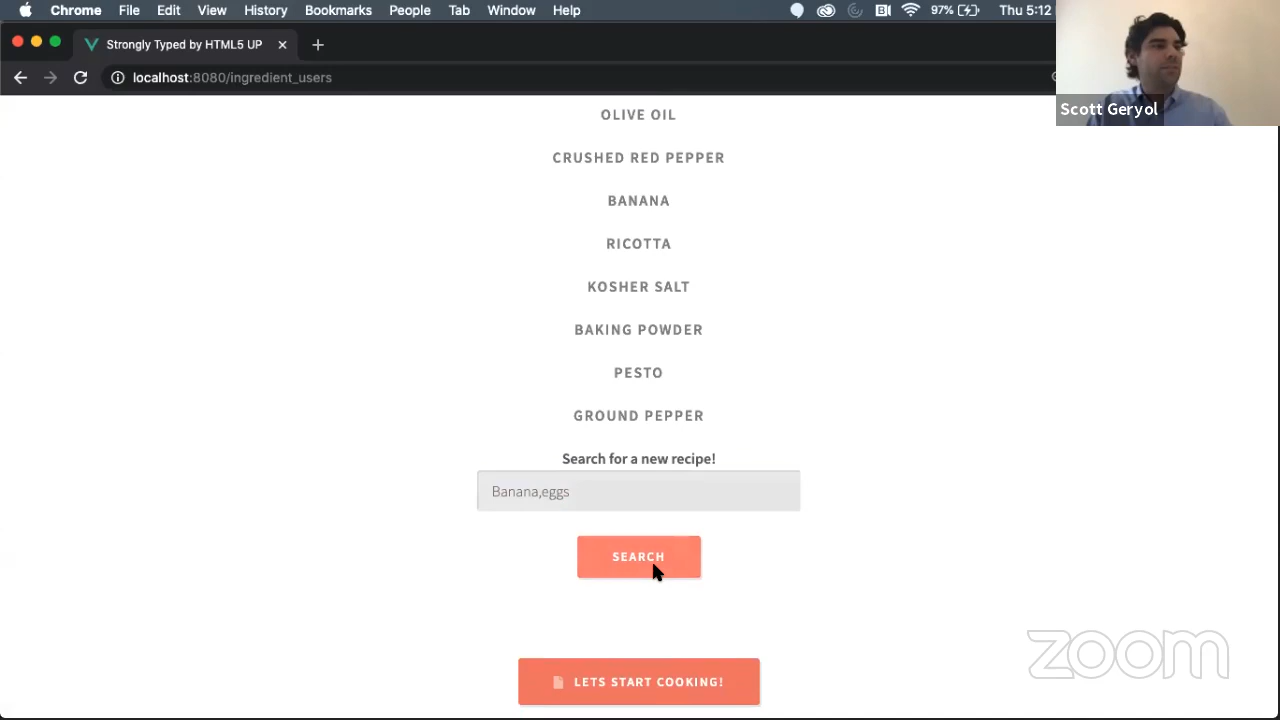 Chrome File Edit View History Bookmarks People Tab Window Help 97% Thu 5:12
Strongly Typed by HTML5 UP
localhost:8080/ingredient_users
Scott Geryol
OLIVE OIL
CRUSHED RED PEPPER
BANANA
RICOTTA
KOSHER SALT
BAKING POWDER
PESTO
GROUND PEPPER
Search for a new recipe!
Banana,eggs
SEARCH
LETS START COOKING!
zoom